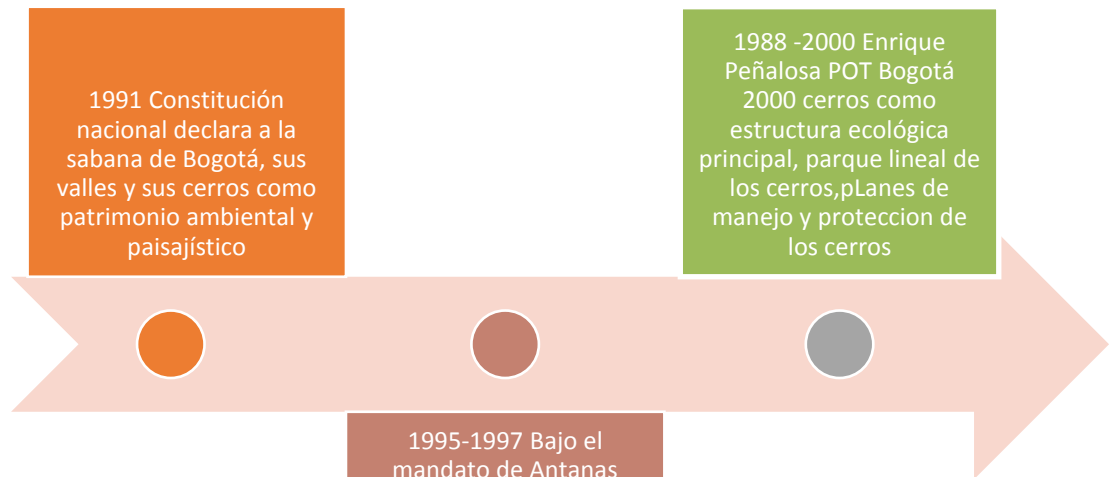 1991 Constitución
nacional declara a la
sabana de Bogotá, sus
valles y sus cerros como
patrimonio ambiental y
paisajístico
1995-1997 Bajo el
mandato de Antanas
1988 -2000 Enrique
Peñalosa POT Bogotá
2000 cerros como
estructura ecológica
principal, parque lineal de
los cerros,pLanes de
manejo y proteccion de
los cerros